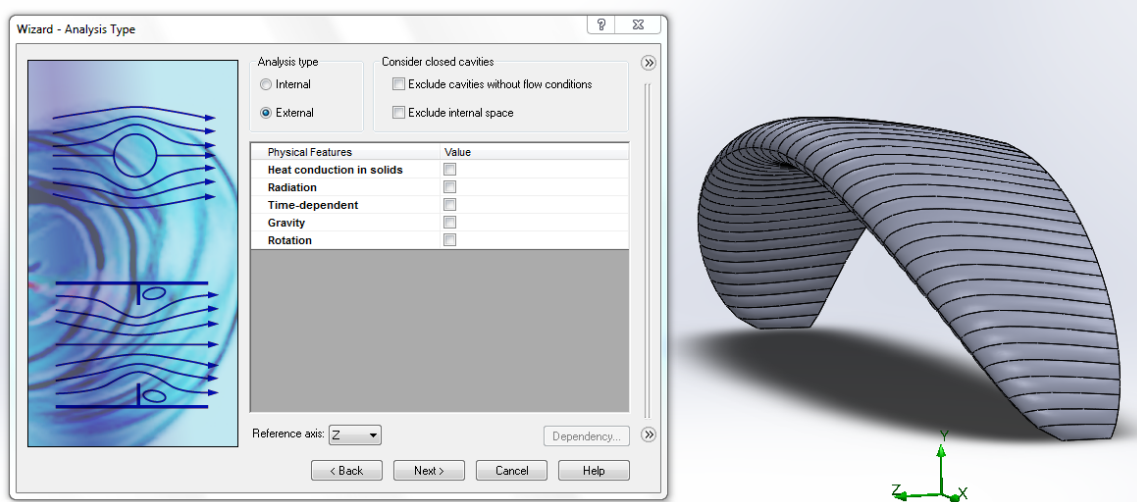 Wizard - Analysis Type
?
Analysis type
Internal
External
Consider closed cavities
Exclude cavities without flow conditions
Exclude internal space
Physical Features Value
Heat conduction in solids
Radiation
Time-dependent
Gravity
Rotation
Reference axis: Z
Dependency...
< Back Next > Cancel Help
Y
Z X